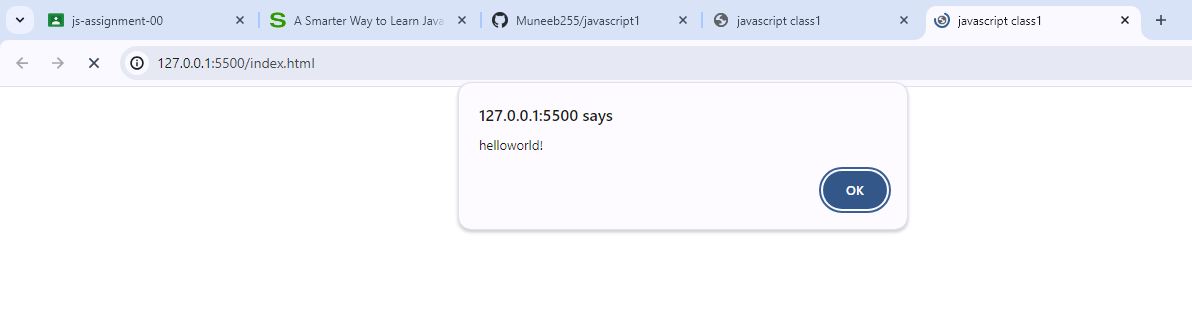 js-assignment-00
A Smarter Way to Learn Java
Muneeb255/javascript1
javascript class1
javascript class1
127.0.0.1:5500/index.html
127.0.0.1:5500 says
helloworld!
OK